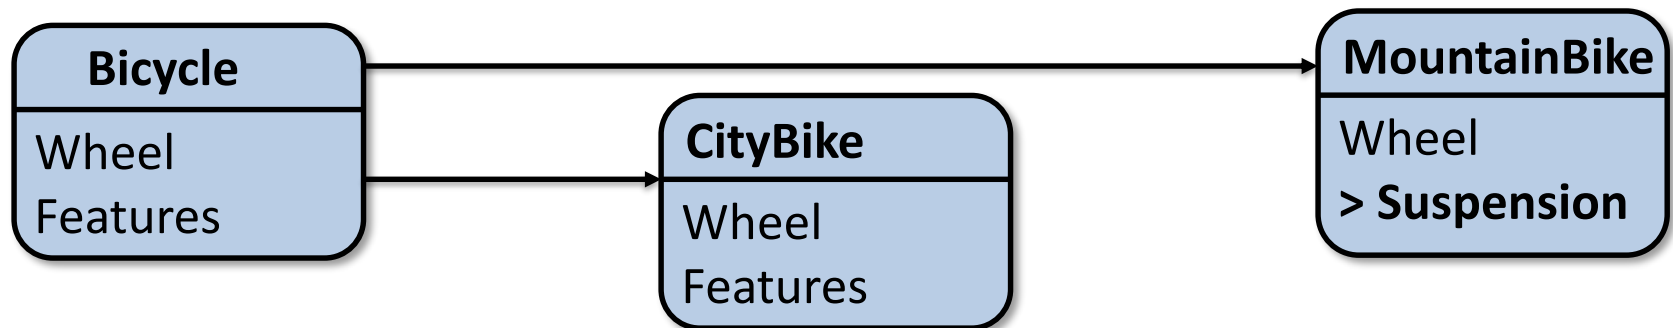 Bicycle
Wheel
Features
CityBike
Wheel
Features
MountainBike
Wheel
> Suspension